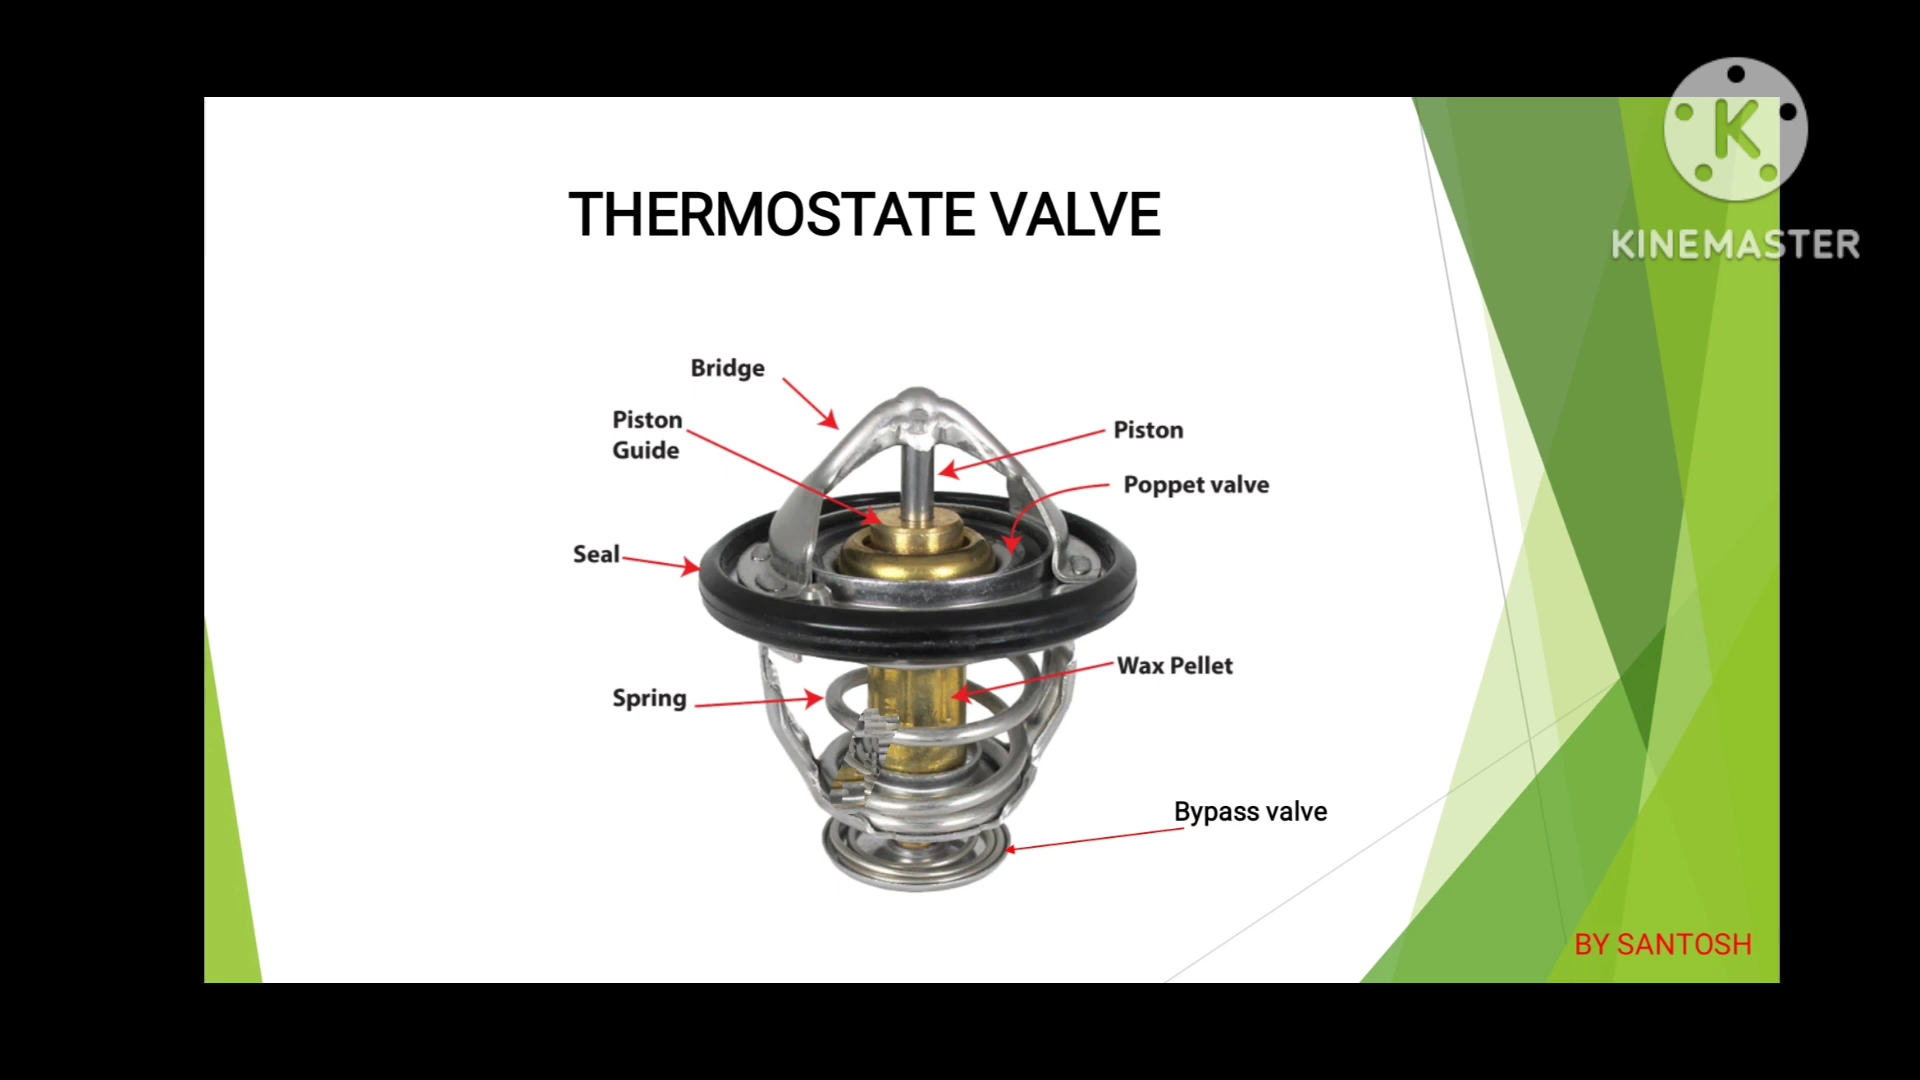 K
KINEMASTER
THERMOSTATE VALVE
Bridge
Piston
Guide
Piston
Poppet valve
Seal
Wax Pellet
Spring
Bypass valve
BY SANTOSH